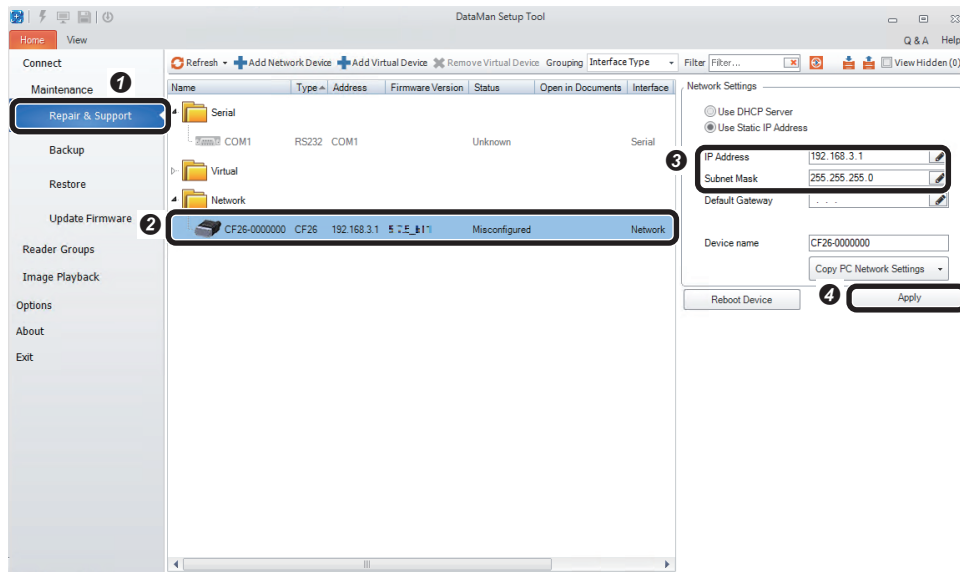 DataMan Setup Tool
Home View Q & A Help
Connect
Maintenance
1
Repair & Support
Backup
Restore
Update Firmware
Reader Groups
Image Playback
Options
About
Exit
Refresh Add Network Device Add Virtual Device Remove Virtual Device Grouping Interface Type Filter Filter... View Hidden (0)
Name Type Address Firmware Version Status Open in Documents Interface
Serial
COM1 RS232 COM1 Unknown Serial
Virtual
Network
2
CF26-0000000 CF26 192.168.3.1 Misconfigured Network
Network Settings
Use DHCP Server
Use Static IP Address
3
IP Address 192.168.3.1
Subnet Mask 255.255.255.0
Default Gateway . . .
Device name CF26-0000000
Copy PC Network Settings
Reboot Device
4
Apply